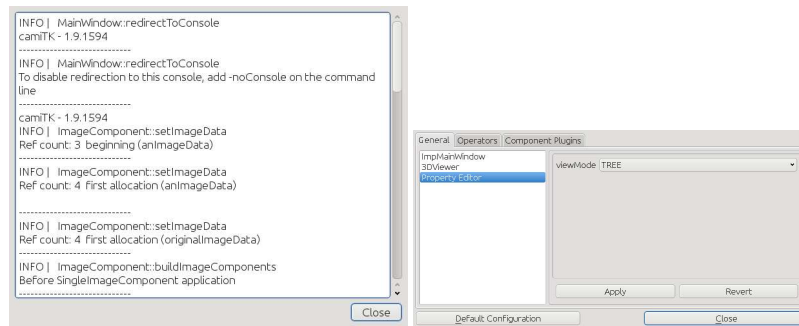 INFO | MainWindow::redirectToConsole
camiTK - 1.9.1594
----------------------------
INFO | MainWindow::redirectToConsole
To disable redirection to this console, add -noConsole on the command
line
----------------------------
camiTK - 1.9.1594
INFO | ImageComponent::setImageData
Ref count: 3 beginning (anImageData)
----------------------------
INFO | ImageComponent::setImageData
Ref count: 4 first allocation (anImageData)
----------------------------
INFO | ImageComponent::setImageData
Ref count: 4 first allocation (originalImageData)
----------------------------
INFO | ImageComponent::buildImageComponents
Before SingleImageComponent application
----------------------------
Close
General Operators Component Plugins
ImpMainWindow
3DViewer
Property Editor
viewMode TREE
Apply Revert
Default Configuration Close